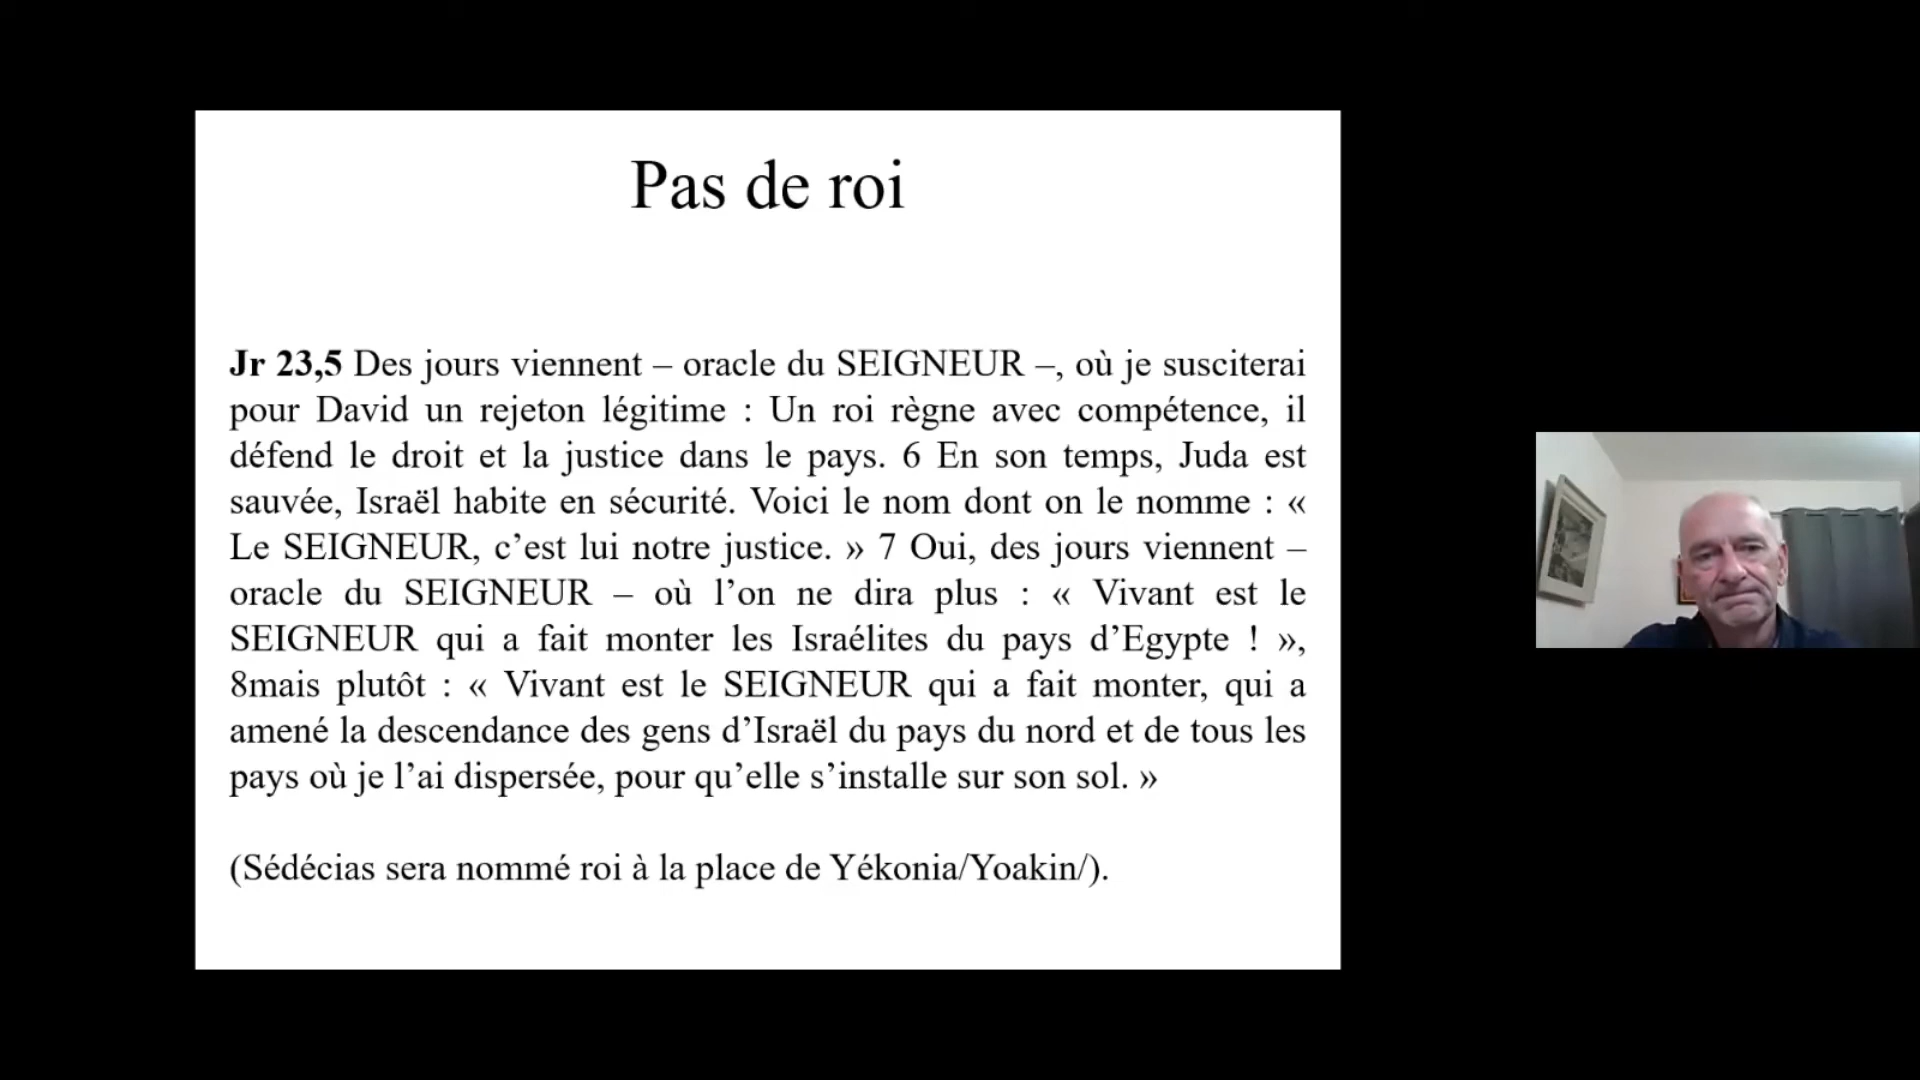 Pas de roi
Jr 23,5 Des jours viennent – oracle du SEIGNEUR –, où je susciterai
pour David un rejeton légitime : Un roi règne avec compétence, il
défend le droit et la justice dans le pays. 6 En son temps, Juda est
sauvée, Israël habite en sécurité. Voici le nom dont on le nomme : «
Le SEIGNEUR, c’est lui notre justice. » 7 Oui, des jours viennent –
oracle du SEIGNEUR – où l’on ne dira plus : « Vivant est le
SEIGNEUR qui a fait monter les Israélites du pays d’Egypte ! »,
8mais plutôt : « Vivant est le SEIGNEUR qui a fait monter, qui a
amené la descendance des gens d’Israël du pays du nord et de tous les
pays où je l’ai dispersée, pour qu’elle s’installe sur son sol. »
(Sédécias sera nommé roi à la place de Yékonia/Yoakin/).